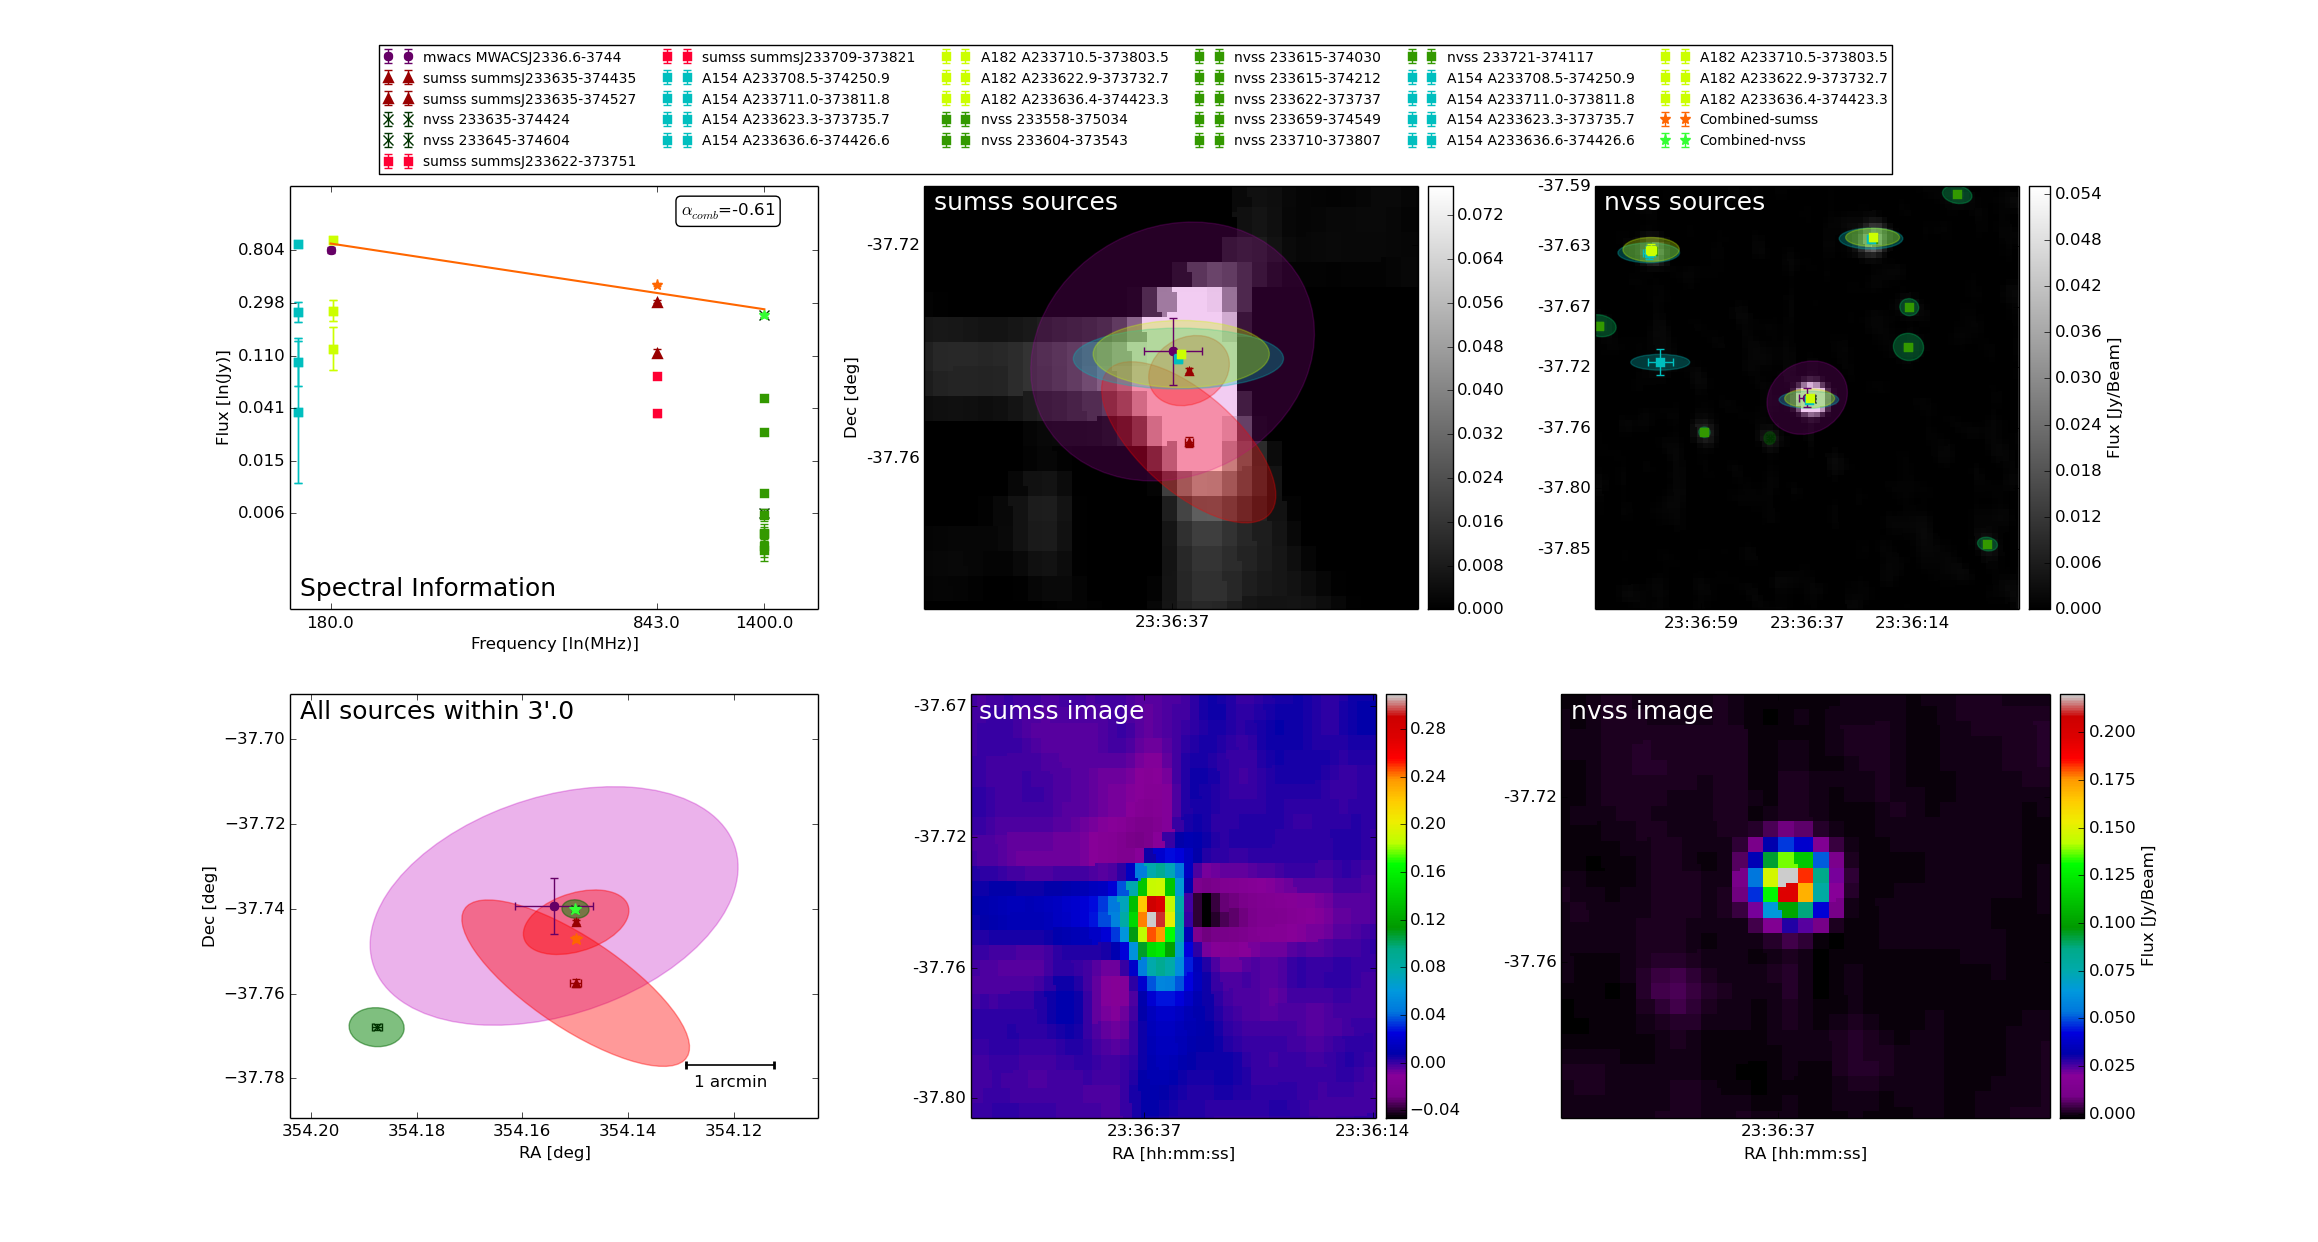 mwacs MWACSJ2336.6-3744
sumss summsJ233635-374435
sumss summsJ233635-374527
nvss 233635-374424
nvss 233645-374604
sumss summsJ233622-373751
sumss summsJ233709-373821
A154 A233708.5-374250.9
A154 A233711.0-373811.8
A154 A233623.3-373735.7
A154 A233636.6-374426.6
A182 A233710.5-373803.5
A182 A233622.9-373732.7
A182 A233636.4-374423.3
nvss 233558-375034
nvss 233604-373543
nvss 233615-374030
nvss 233615-374212
nvss 233622-373737
nvss 233659-374549
nvss 233710-373807
nvss 233721-374117
A154 A233708.5-374250.9
A154 A233711.0-373811.8
A154 A233623.3-373735.7
A154 A233636.6-374426.6
A182 A233710.5-373803.5
A182 A233622.9-373732.7
A182 A233636.4-374423.3
Combined-sumss
Combined-nvss
α_comb=-0.61
0.804
0.298
0.110
0.041
0.015
0.006
Flux [ln(Jy)]
Spectral Information
180.0
843.0
1400.0
Frequency [ln(MHz)]
sumss sources
-37.72
-37.76
Dec [deg]
23:36:37
0.072
0.064
0.056
0.048
0.040
0.032
0.024
0.016
0.008
0.000
nvss sources
-37.59
-37.63
-37.67
-37.72
-37.76
-37.80
-37.85
23:36:59
23:36:37
23:36:14
0.054
0.048
0.042
0.036
0.030
0.024
0.018
0.012
0.006
0.000
Flux [Jy/Beam]
All sources within 3'.0
−37.70
−37.72
−37.74
−37.76
−37.78
Dec [deg]
1 arcmin
354.20
354.18
354.16
354.14
354.12
RA [deg]
sumss image
-37.67
-37.72
-37.76
-37.80
23:36:37
23:36:14
RA [hh:mm:ss]
0.28
0.24
0.20
0.16
0.12
0.08
0.04
0.00
−0.04
nvss image
-37.72
-37.76
23:36:37
RA [hh:mm:ss]
0.200
0.175
0.150
0.125
0.100
0.075
0.050
0.025
0.000
Flux [Jy/Beam]